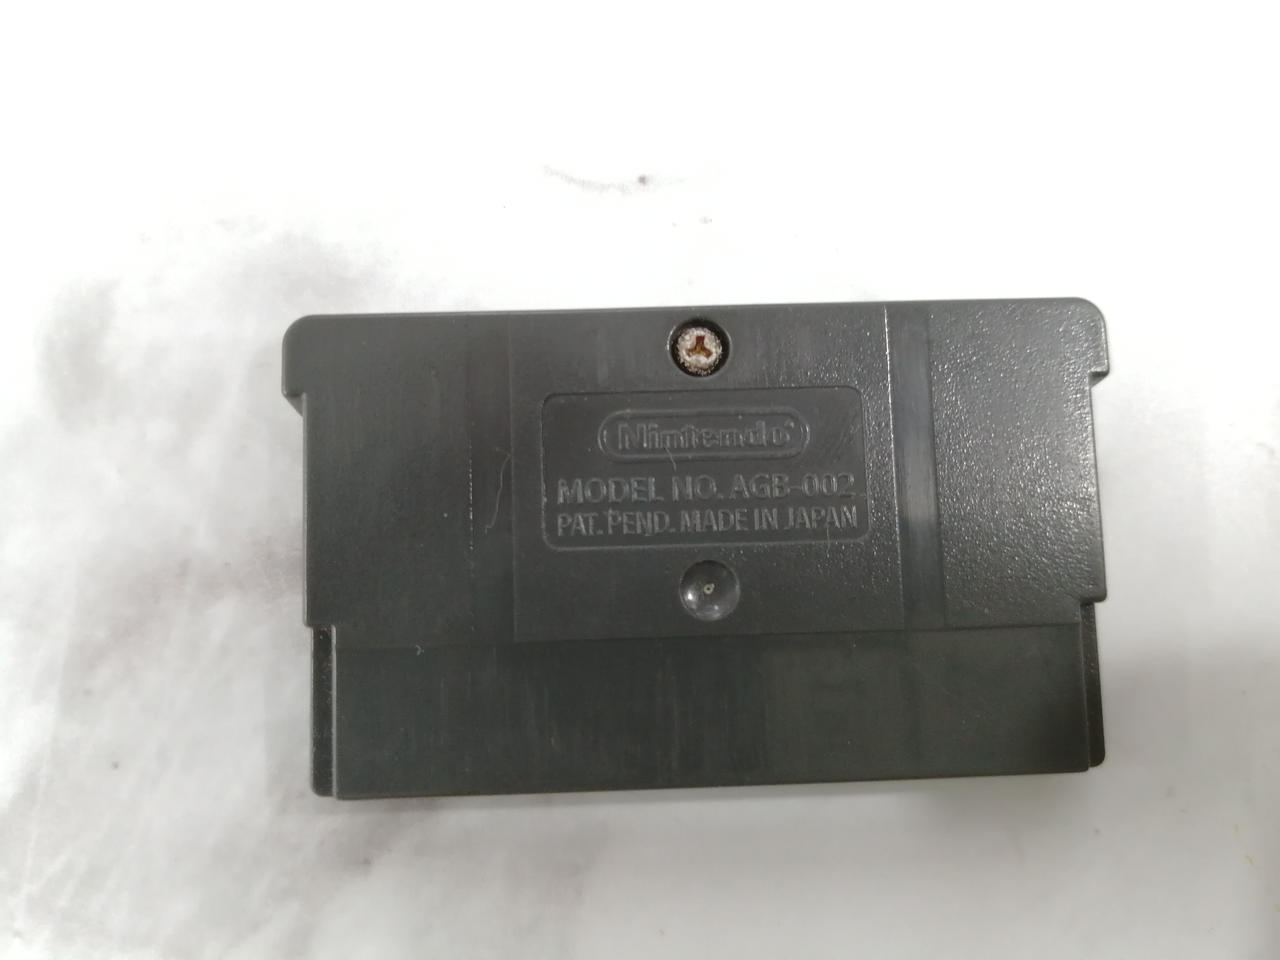 Nintendo
MODEL NO. AGB-002
PAT. PEND. MADE IN JAPAN